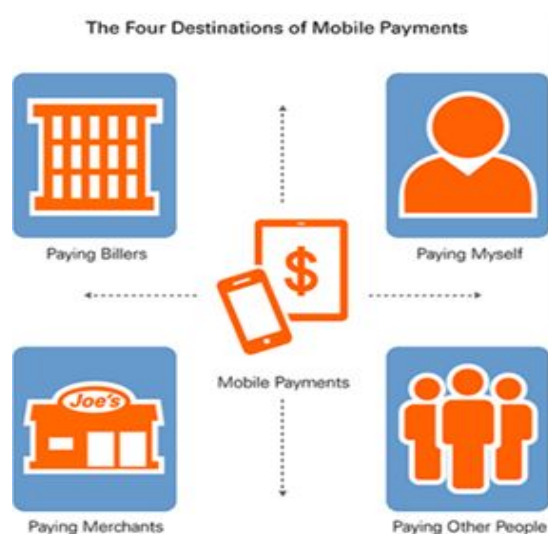 The Four Destinations of Mobile Payments
Paying Billers
Paying Myself
$
Mobile Payments
Joe's
Paying Merchants
Paying Other People